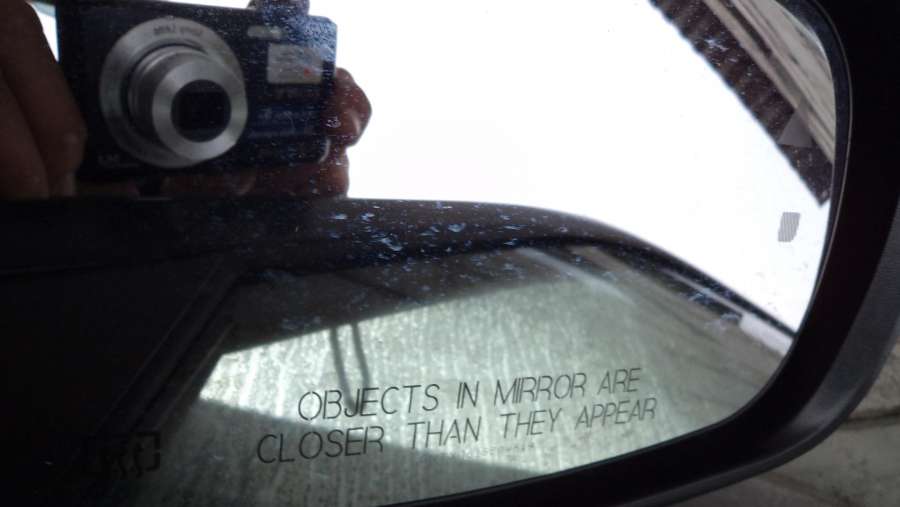 OBJECTS IN MIRROR ARE
CLOSER THAN THEY APPEAR